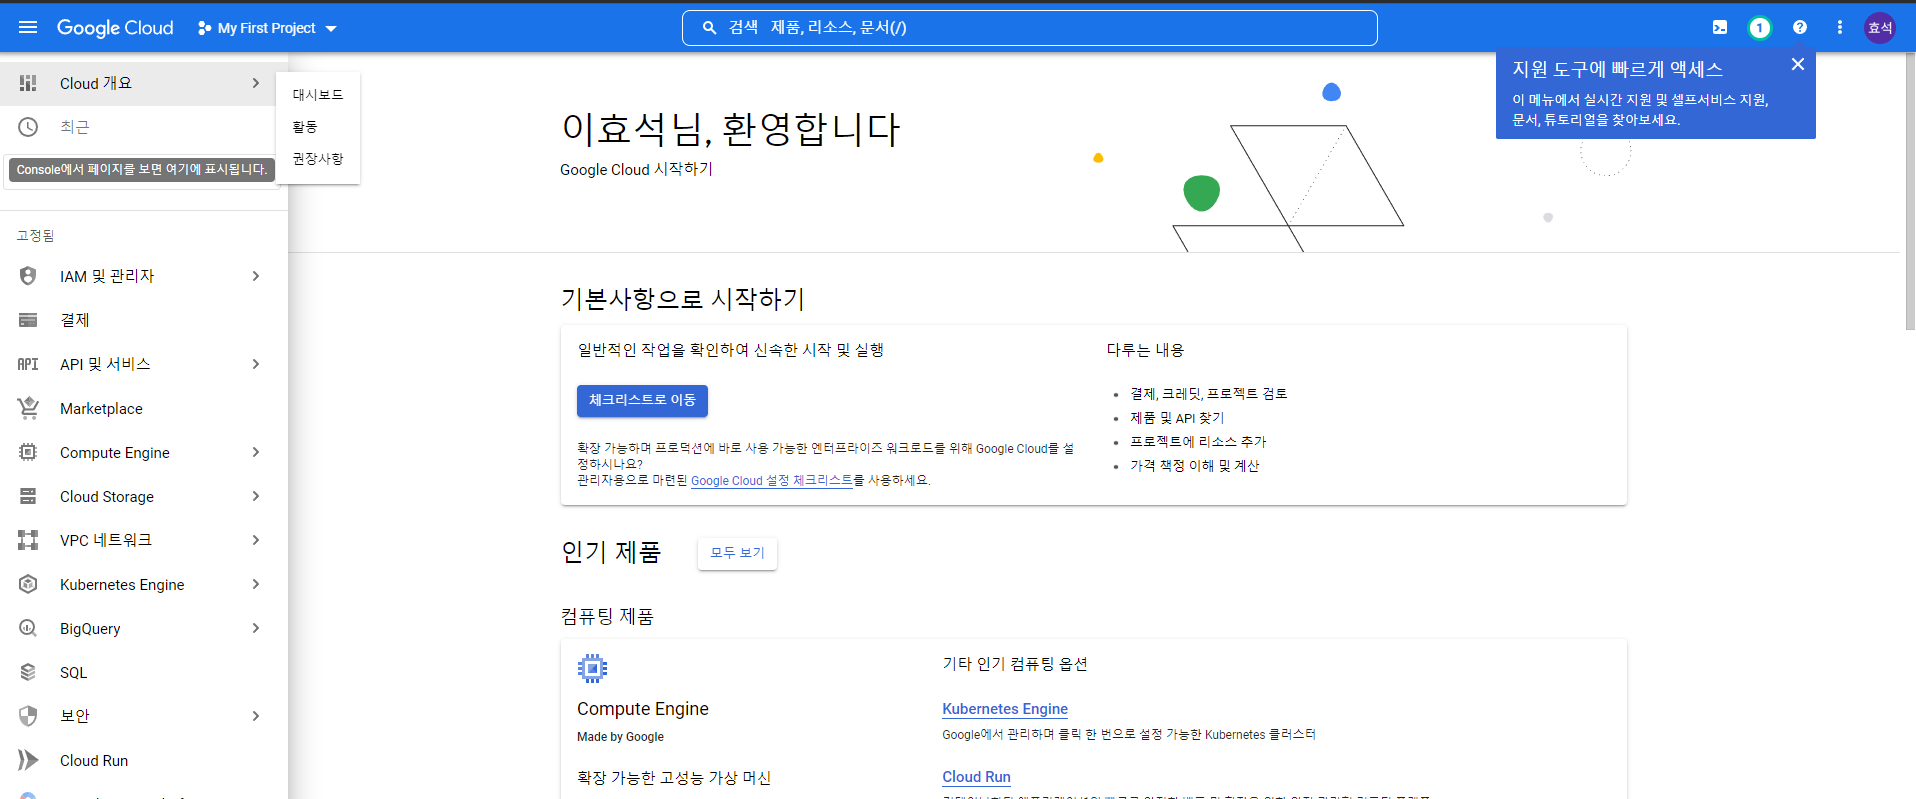 Google Cloud
My First Project
검색 제품, 리소스, 문서(/)
1
효석
지원 도구에 빠르게 액세스
이 메뉴에서 실시간 지원 및 셀프서비스 지원,
문서, 튜토리얼을 찾아보세요.
Cloud 개요
최근
Console에서 페이지를 보면 여기에 표시됩니다.
대시보드
활동
권장사항
고정됨
IAM 및 관리자
결제
API
API 및 서비스
Marketplace
Compute Engine
Cloud Storage
VPC 네트워크
Kubernetes Engine
BigQuery
SQL
보안
Cloud Run
이효석님, 환영합니다
Google Cloud 시작하기
기본사항으로 시작하기
일반적인 작업을 확인하여 신속한 시작 및 실행
체크리스트로 이동
확장 가능하며 프로덕션에 바로 사용 가능한 엔터프라이즈 워크로드를 위해 Google Cloud를 설
정하시나요?
관리자용으로 마련된 Google Cloud 설정 체크리스트를 사용하세요.
다루는 내용
결제, 크레딧, 프로젝트 검토
제품 및 API 찾기
프로젝트에 리소스 추가
가격 책정 이해 및 계산
인기 제품
모두 보기
컴퓨팅 제품
Compute Engine
Made by Google
확장 가능한 고성능 가상 머신
기타 인기 컴퓨팅 옵션
Kubernetes Engine
Google에서 관리하며 클릭 한 번으로 설정 가능한 Kubernetes 클러스터
Cloud Run